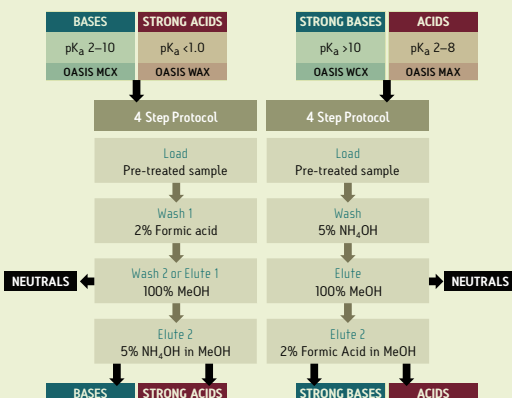 BASES STRONG ACIDS
pKa 2–10 pKa <1.0
OASIS MCX OASIS WAX
STRONG BASES ACIDS
pKa >10 pKa 2–8
OASIS WCX OASIS MAX
4 Step Protocol
Load
Pre-treated sample
Wash 1
2% Formic acid
Wash 2 or Elute 1
100% MeOH
NEUTRALS
Elute 2
5% NH₄OH in MeOH
BASES STRONG ACIDS
4 Step Protocol
Load
Pre-treated sample
Wash
5% NH₄OH
Elute
100% MeOH
NEUTRALS
Elute 2
2% Formic Acid in MeOH
STRONG BASES ACIDS